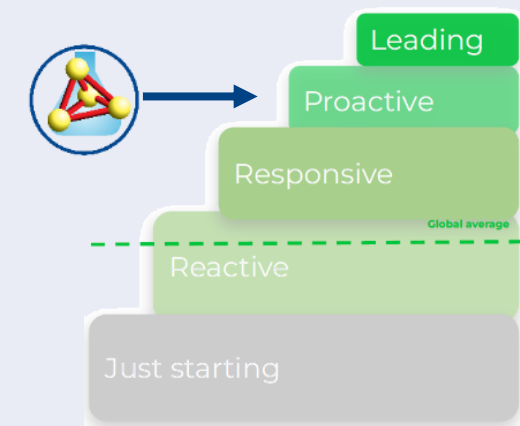 Leading
Proactive
Responsive
Global average
Reactive
Just starting